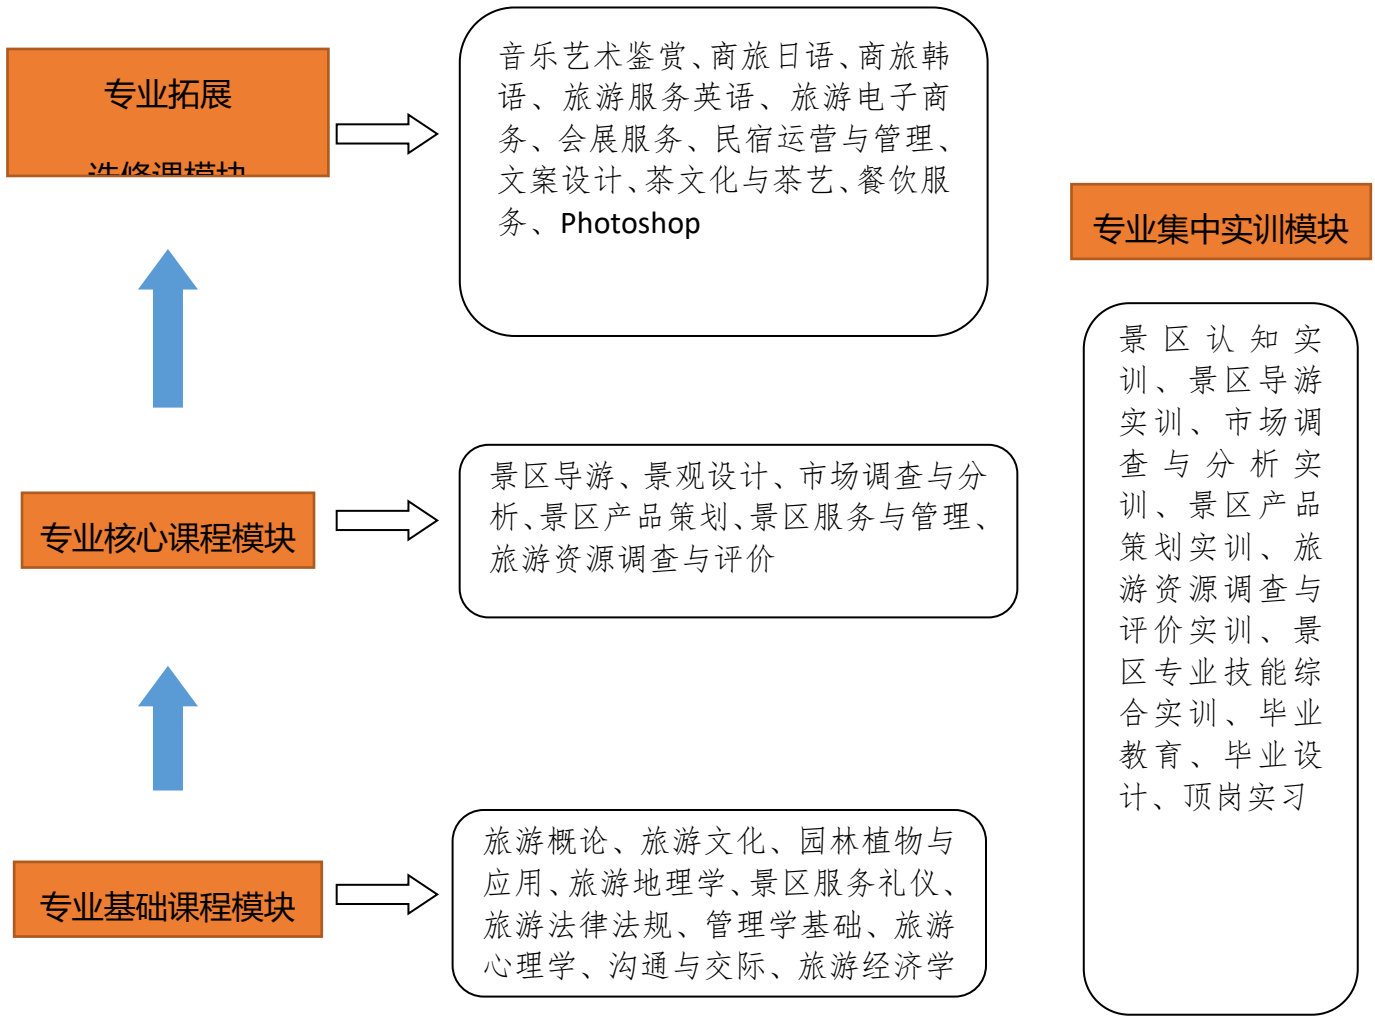 专业拓展
选修课模块
音乐艺术鉴赏、商旅日语、商旅韩
语、旅游服务英语、旅游电子商
务、会展服务、民宿运营与管理、
文案设计、茶文化与茶艺、餐饮服
务、Photoshop
专业核心课程模块
景区导游、景观设计、市场调查与分
析、景区产品策划、景区服务与管理、
旅游资源调查与评价
专业基础课程模块
旅游概论、旅游文化、园林植物与
应用、旅游地理学、景区服务礼仪、
旅游法律法规、管理学基础、旅游
心理学、沟通与交际、旅游经济学
专业集中实训模块
景区认知实
训、景区导游
实训、市场调
查与分析实
训、景区产品
策划实训、旅
游资源调查与
评价实训、景
区专业技能综
合实训、毕业
教育、毕业设
计、顶岗实习